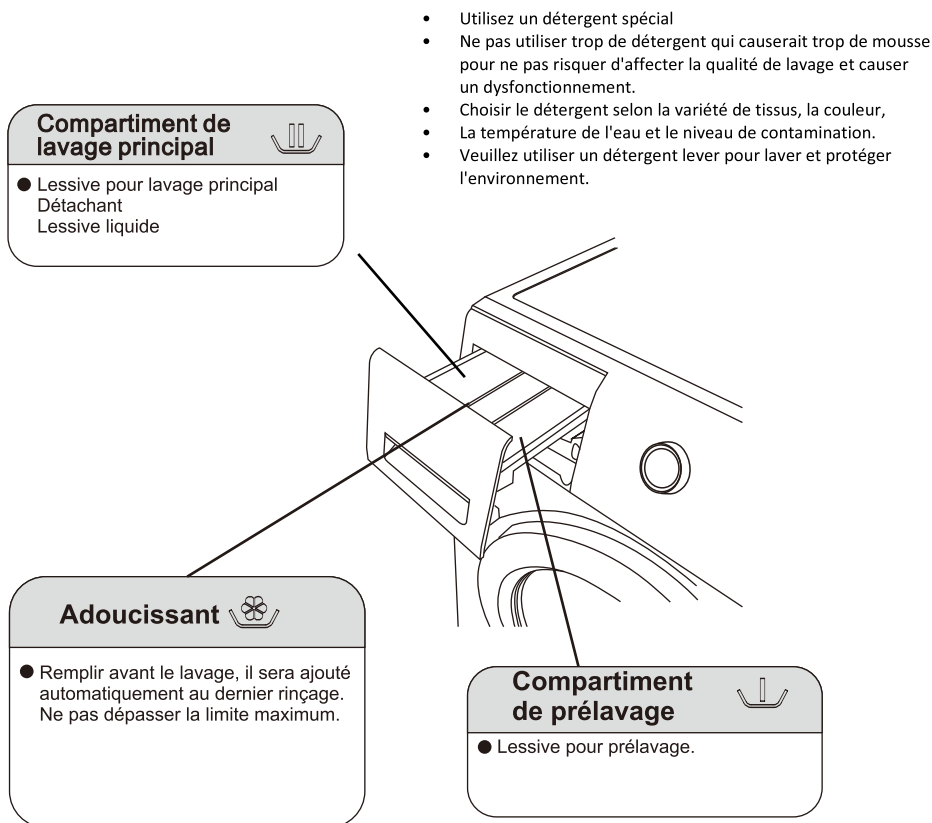 • Utilisez un détergent spécial
• Ne pas utiliser trop de détergent qui causerait trop de mousse
pour ne pas risquer d'affecter la qualité de lavage et causer
un dysfonctionnement.
• Choisir le détergent selon la variété de tissus, la couleur,
• La température de l'eau et le niveau de contamination.
• Veuillez utiliser un détergent lever pour laver et protéger
l'environnement.
Compartiment de
lavage principal
● Lessive pour lavage principal
Détachant
Lessive liquide
Adoucissant
● Remplir avant le lavage, il sera ajouté
automatiquement au dernier rinçage.
Ne pas dépasser la limite maximum.
Compartiment
de prélavage
● Lessive pour prélavage.